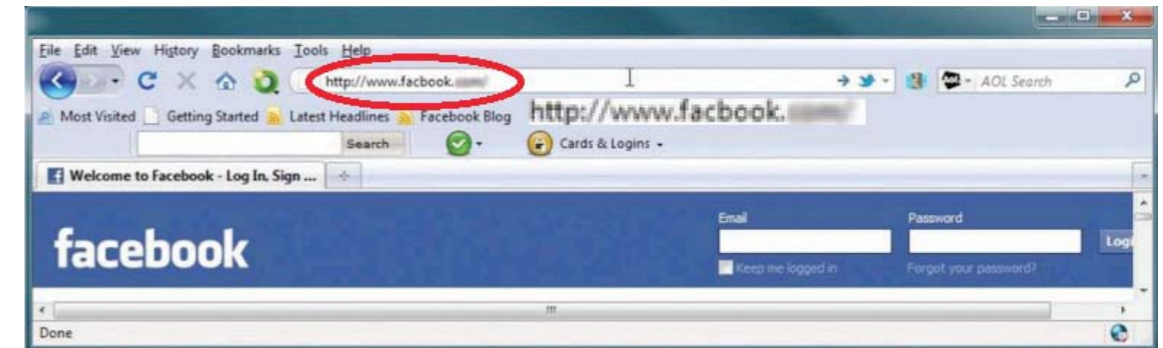 File Edit View History Bookmarks Tools Help
http://www.facbook.
AOL Search
Most Visited Getting Started Latest Headlines Facebook Blog
http://www.facbook.
Search Cards & Logins
Welcome to Facebook - Log In, Sign ...
Email Password
facebook
Logi
Keep me logged in Forgot your password?
Done